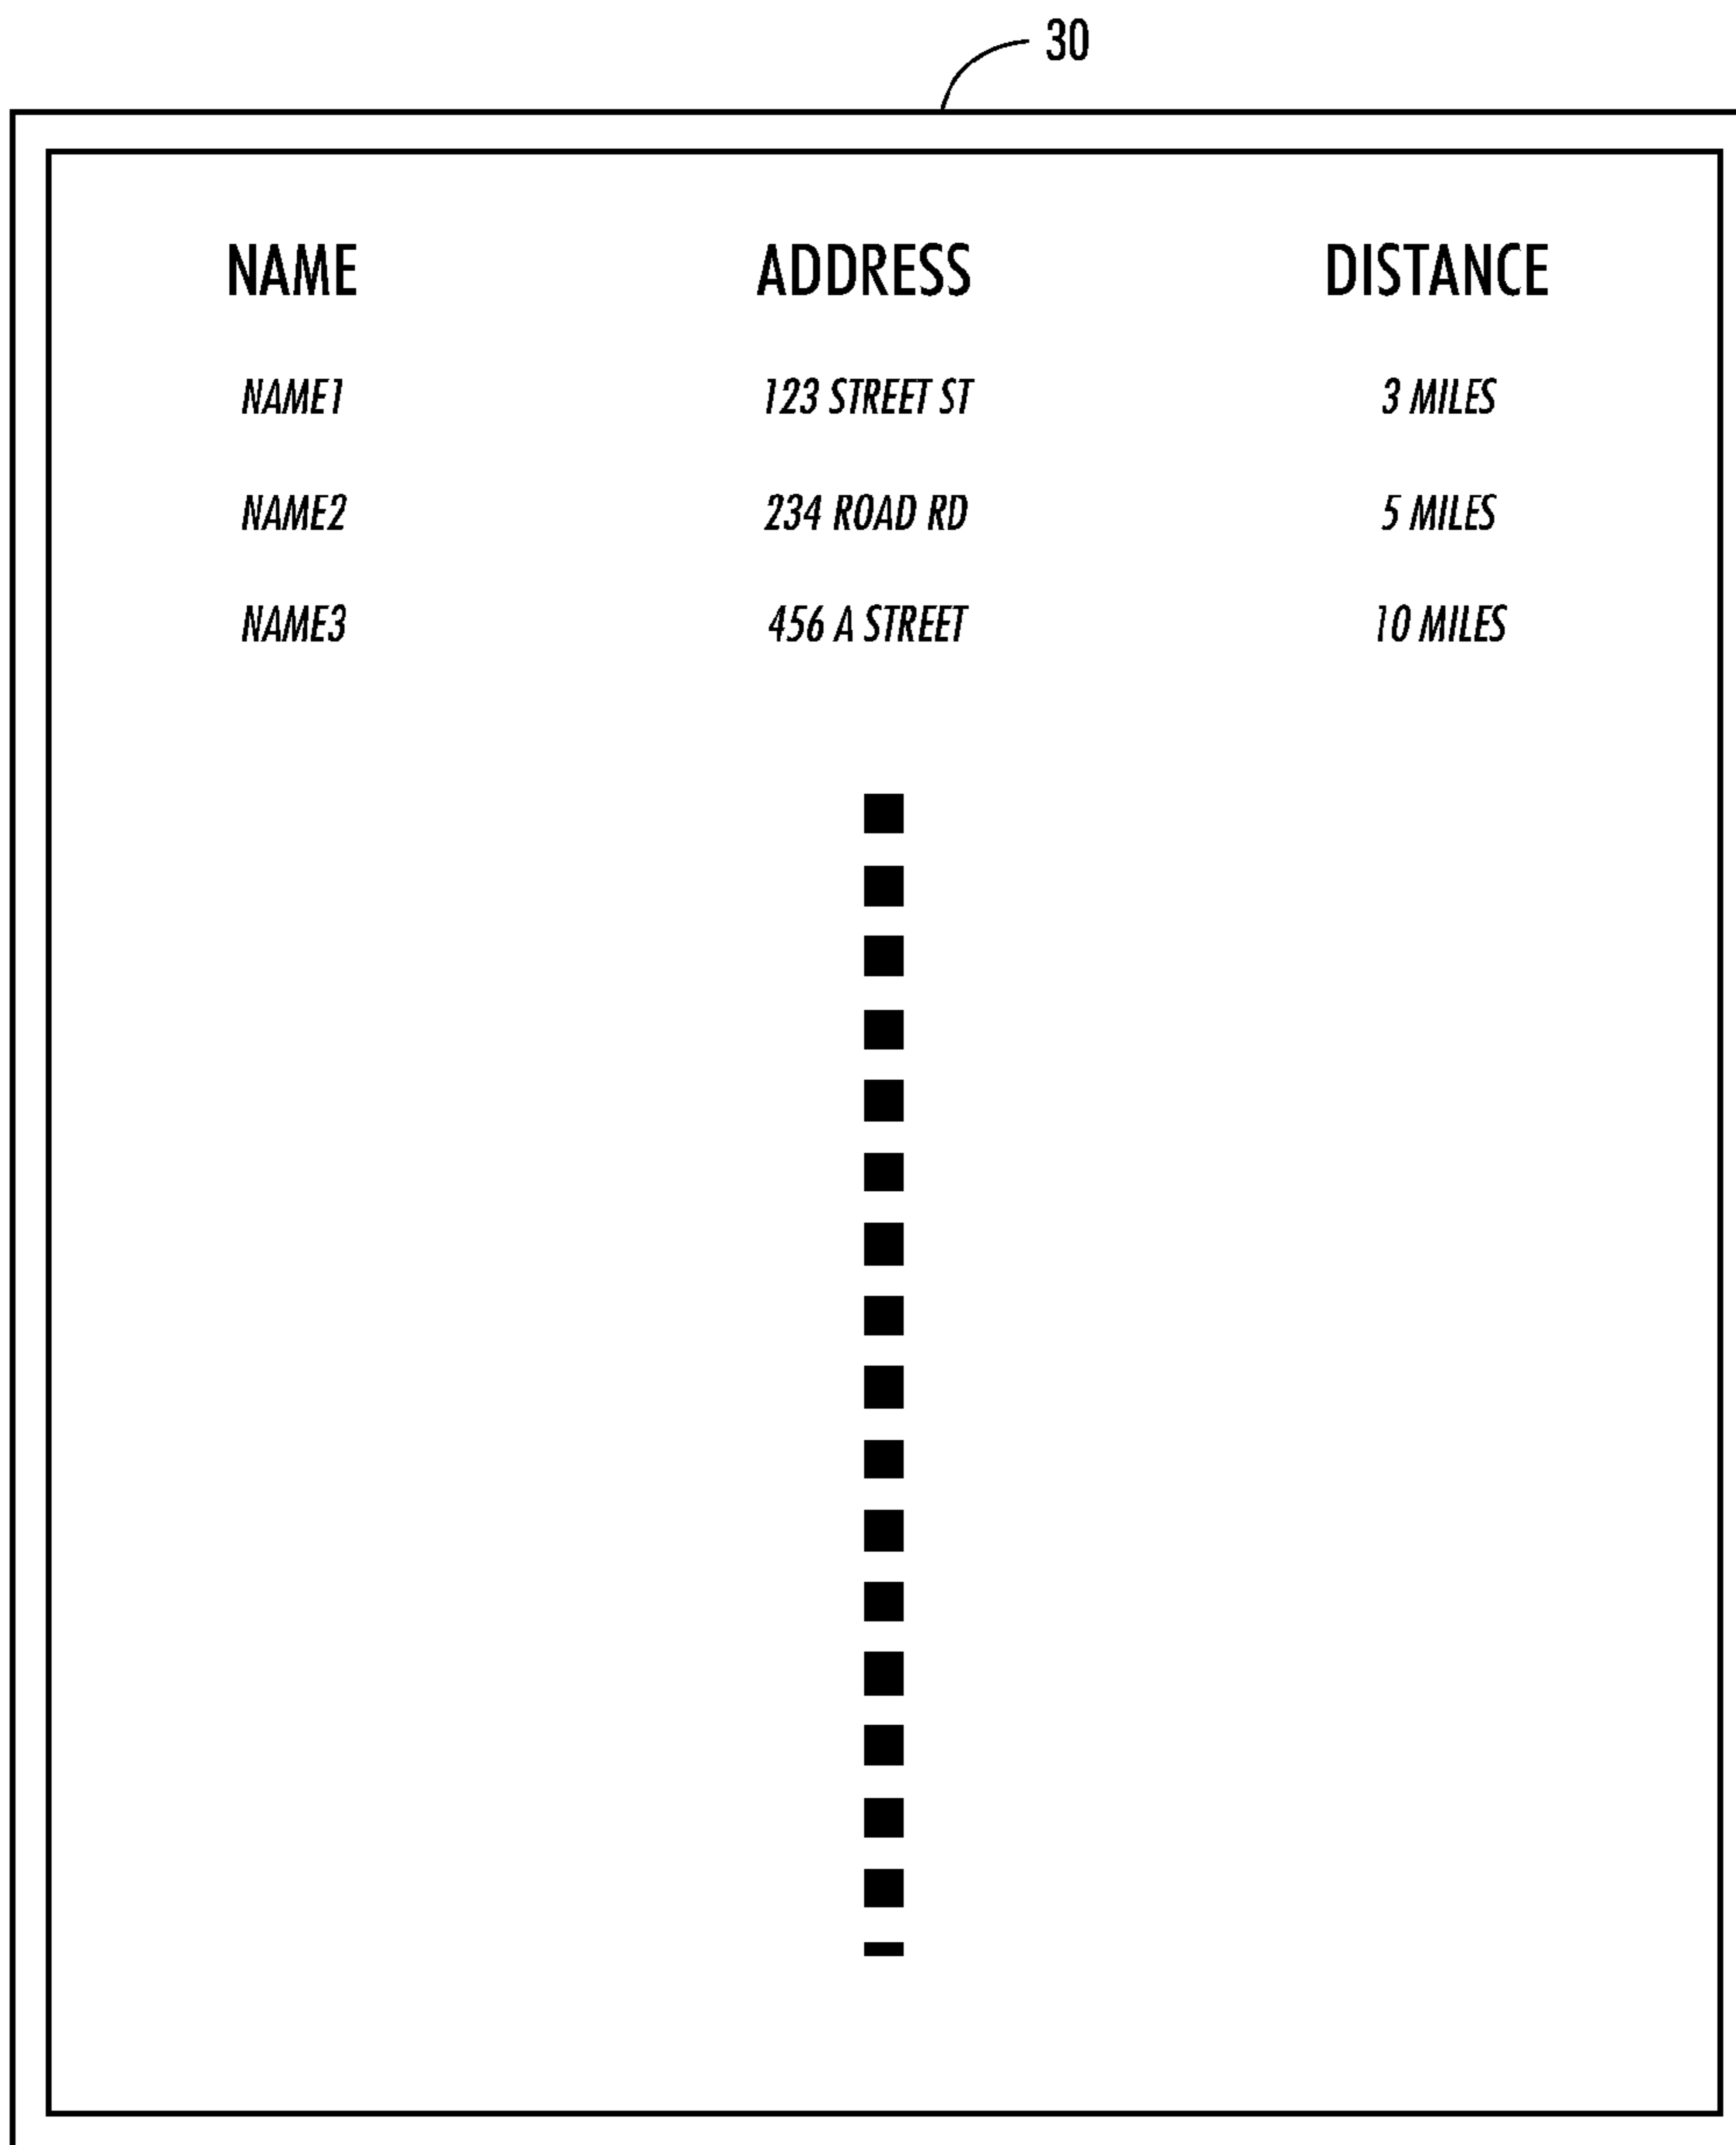 30
NAME ADDRESS DISTANCE
NAME1 123 STREET ST 3 MILES
NAME2 234 ROAD RD 5 MILES
NAME3 456 A STREET 10 MILES